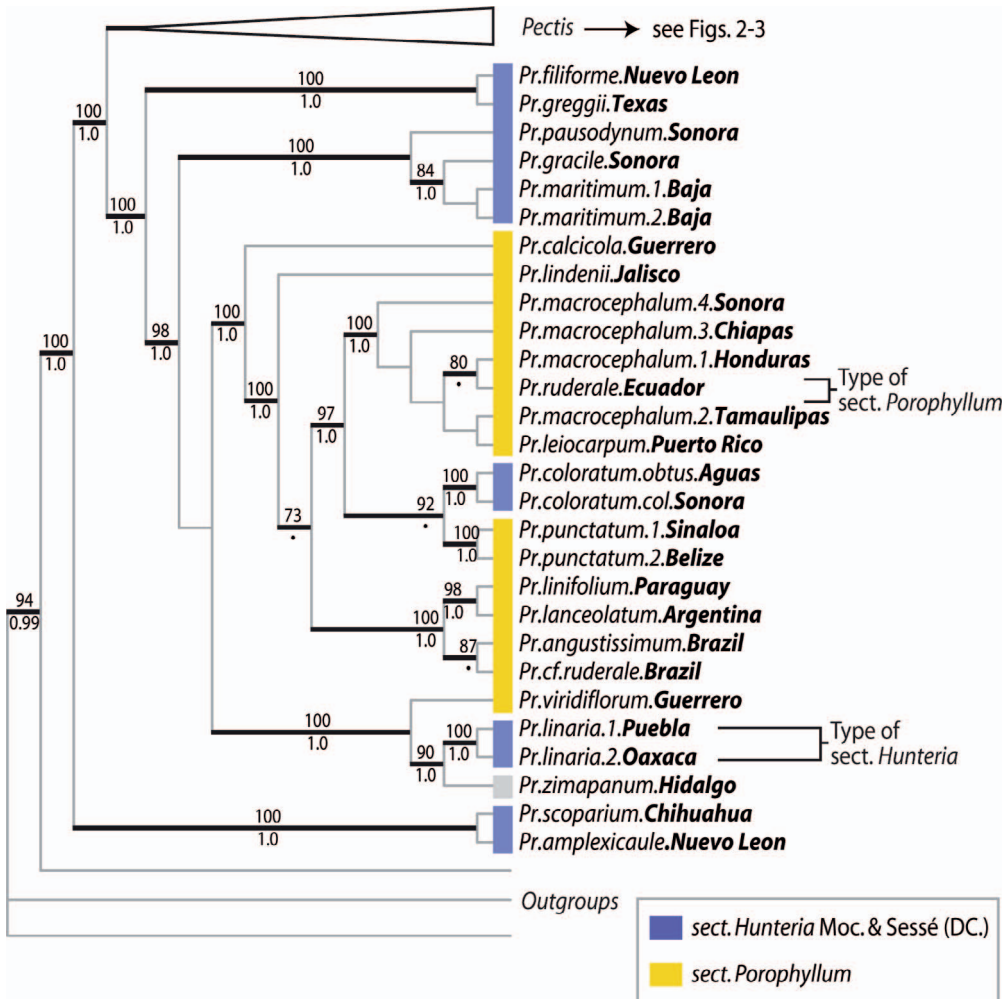 Pectis → see Figs. 2-3
Pr.filiforme.Nuevo Leon
Pr.greggii.Texas
Pr.pausodynum.Sonora
Pr.gracile.Sonora
Pr.maritimum.1.Baja
Pr.maritimum.2.Baja
Pr.calcicola.Guerrero
Pr.lindenii.Jalisco
Pr.macrocephalum.4.Sonora
Pr.macrocephalum.3.Chiapas
Pr.macrocephalum.1.Honduras
Pr.ruderale.Ecuador
Type of
sect. Porophyllum
Pr.macrocephalum.2.Tamaulipas
Pr.leiocarpum.Puerto Rico
Pr.coloratum.obtus.Aguas
Pr.coloratum.col.Sonora
Pr.punctatum.1.Sinaloa
Pr.punctatum.2.Belize
Pr.linifolium.Paraguay
Pr.lanceolatum.Argentina
Pr.angustissimum.Brazil
Pr.cf.ruderale.Brazil
Pr.viridiflorum.Guerrero
Pr.linaria.1.Puebla
Pr.linaria.2.Oaxaca
Type of
sect. Hunteria
Pr.zimapanum.Hidalgo
Pr.scoparium.Chihuahua
Pr.amplexicaule.Nuevo Leon
Outgroups
sect. Hunteria Moc. & Sessé (DC.)
sect. Porophyllum
100
1.0
100
1.0
100
1.0
100
1.0
84
1.0
100
1.0
98
1.0
100
1.0
100
1.0
100
1.0
80
97
1.0
100
1.0
92
100
1.0
73
98
1.0
100
1.0
87
94
0.99
100
1.0
100
1.0
90
1.0
100
1.0